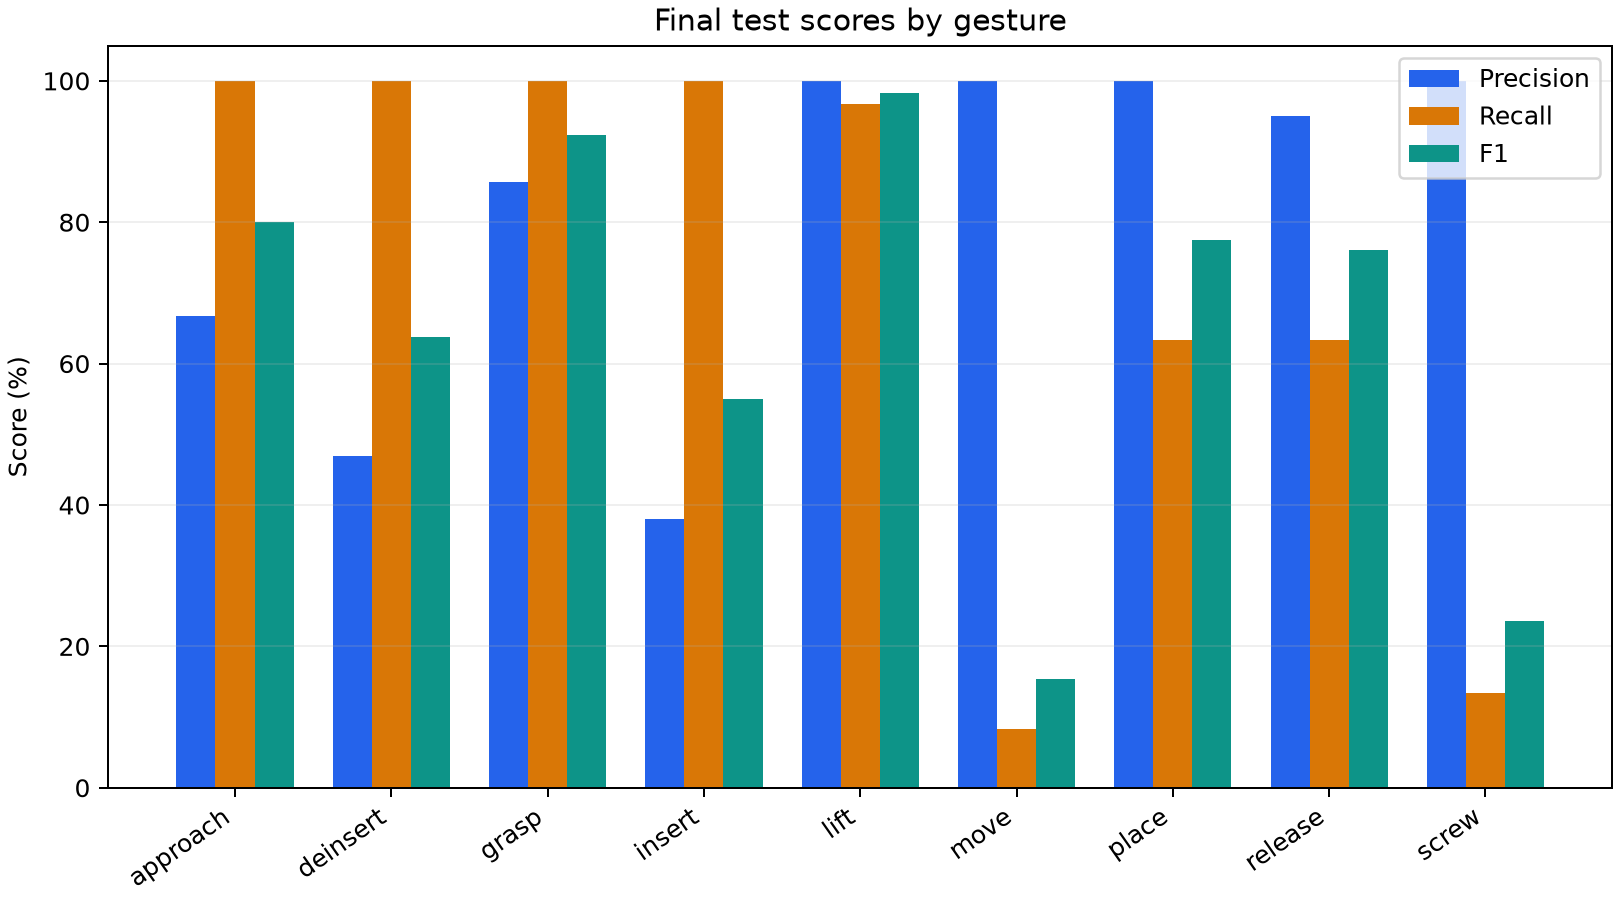 Final test scores by gesture
Score (%)
100
80
60
40
20
0
Precision
Recall
F1
approach
deinsert
grasp
insert
lift
move
place
release
screw